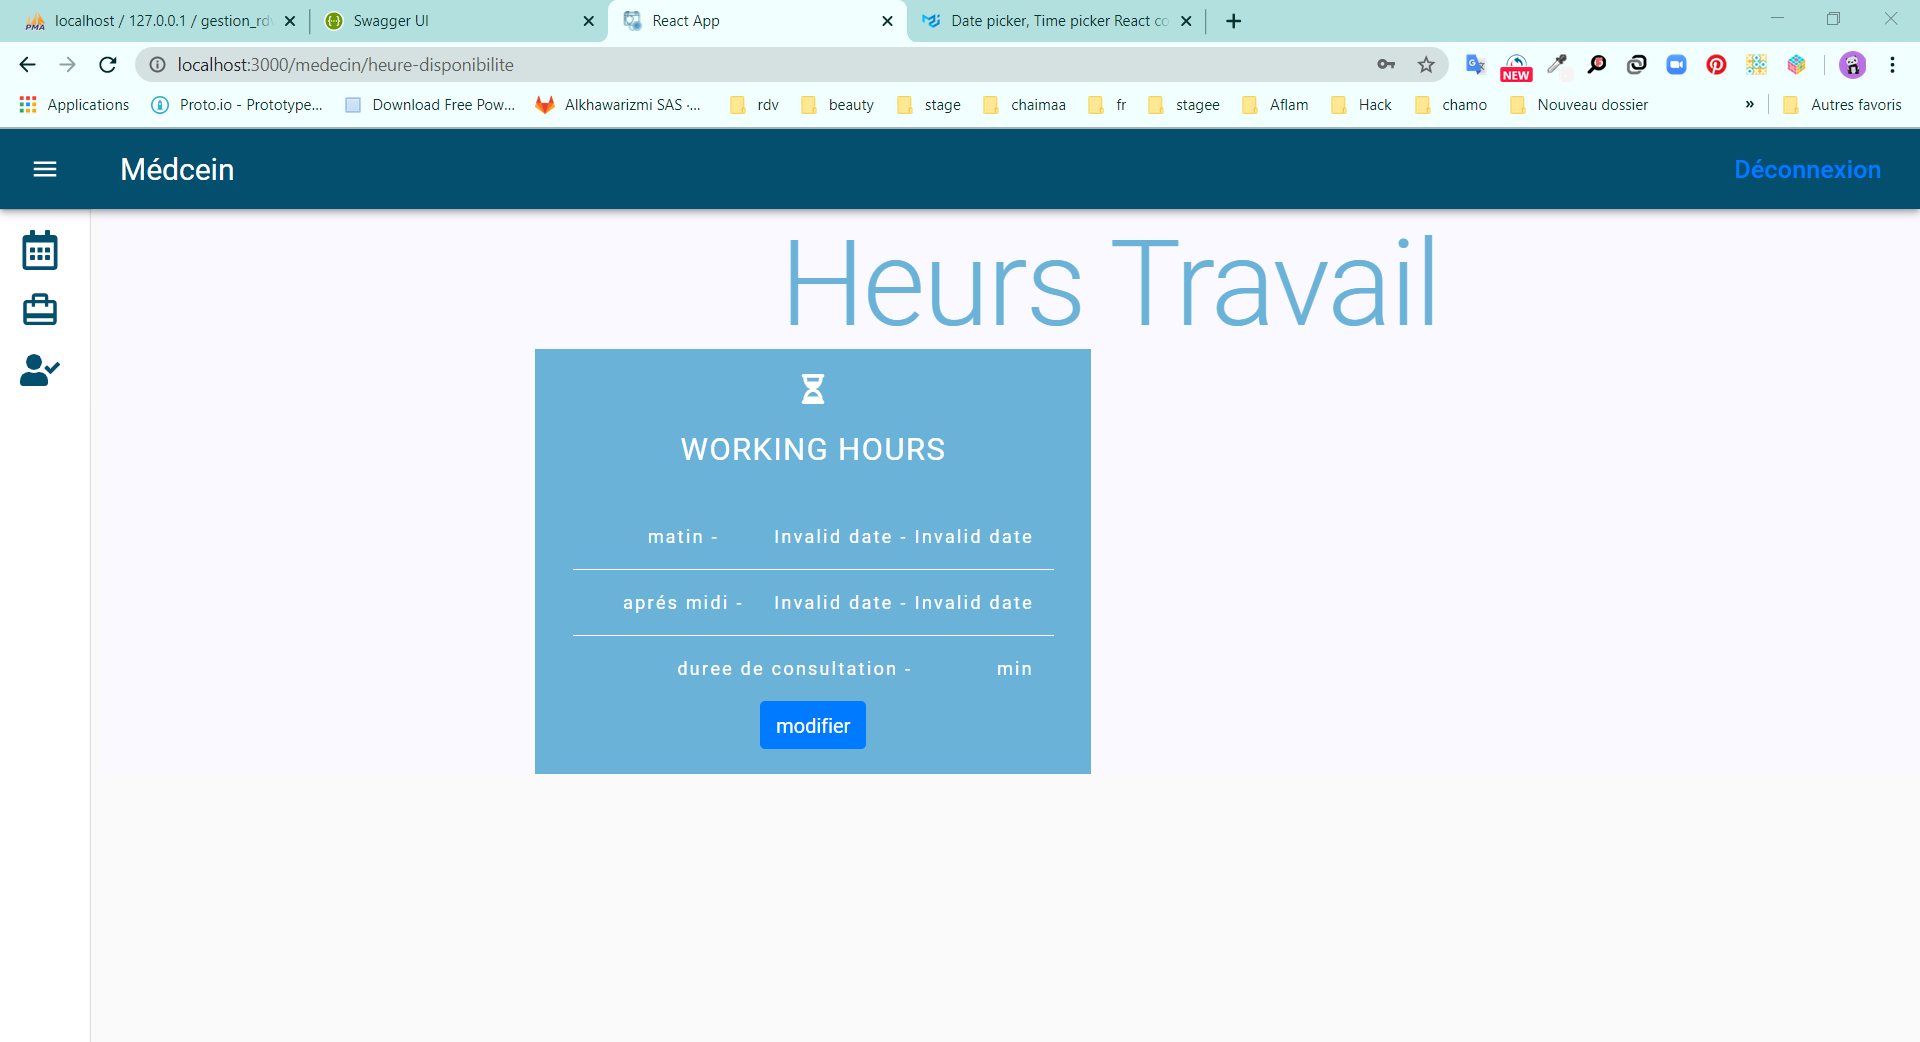 localhost / 127.0.0.1 / gestion_rdv
Swagger UI
React App
Date picker, Time picker React co
localhost:3000/medecin/heure-disponibilite
NEW
Applications
Proto.io - Prototype...
Download Free Pow...
Alkhawarizmi SAS ·...
rdv
beauty
stage
chaimaa
fr
stagee
Aflam
Hack
chamo
Nouveau dossier
»
Autres favoris
Médcein
Déconnexion
Heurs Travail
WORKING HOURS
matin - Invalid date - Invalid date
aprés midi - Invalid date - Invalid date
duree de consultation - min
modifier